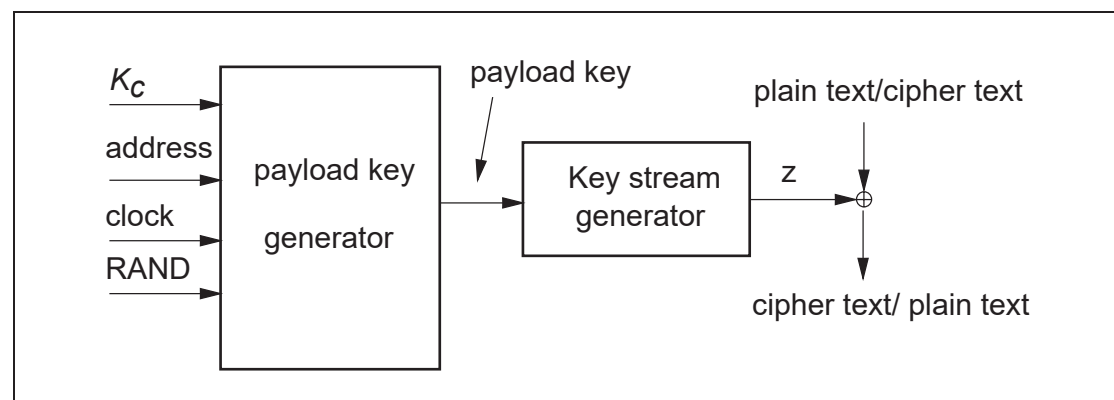 K_C
address
clock
RAND
payload key
generator
payload key
Key stream
generator
z
plain text/cipher text
cipher text/ plain text